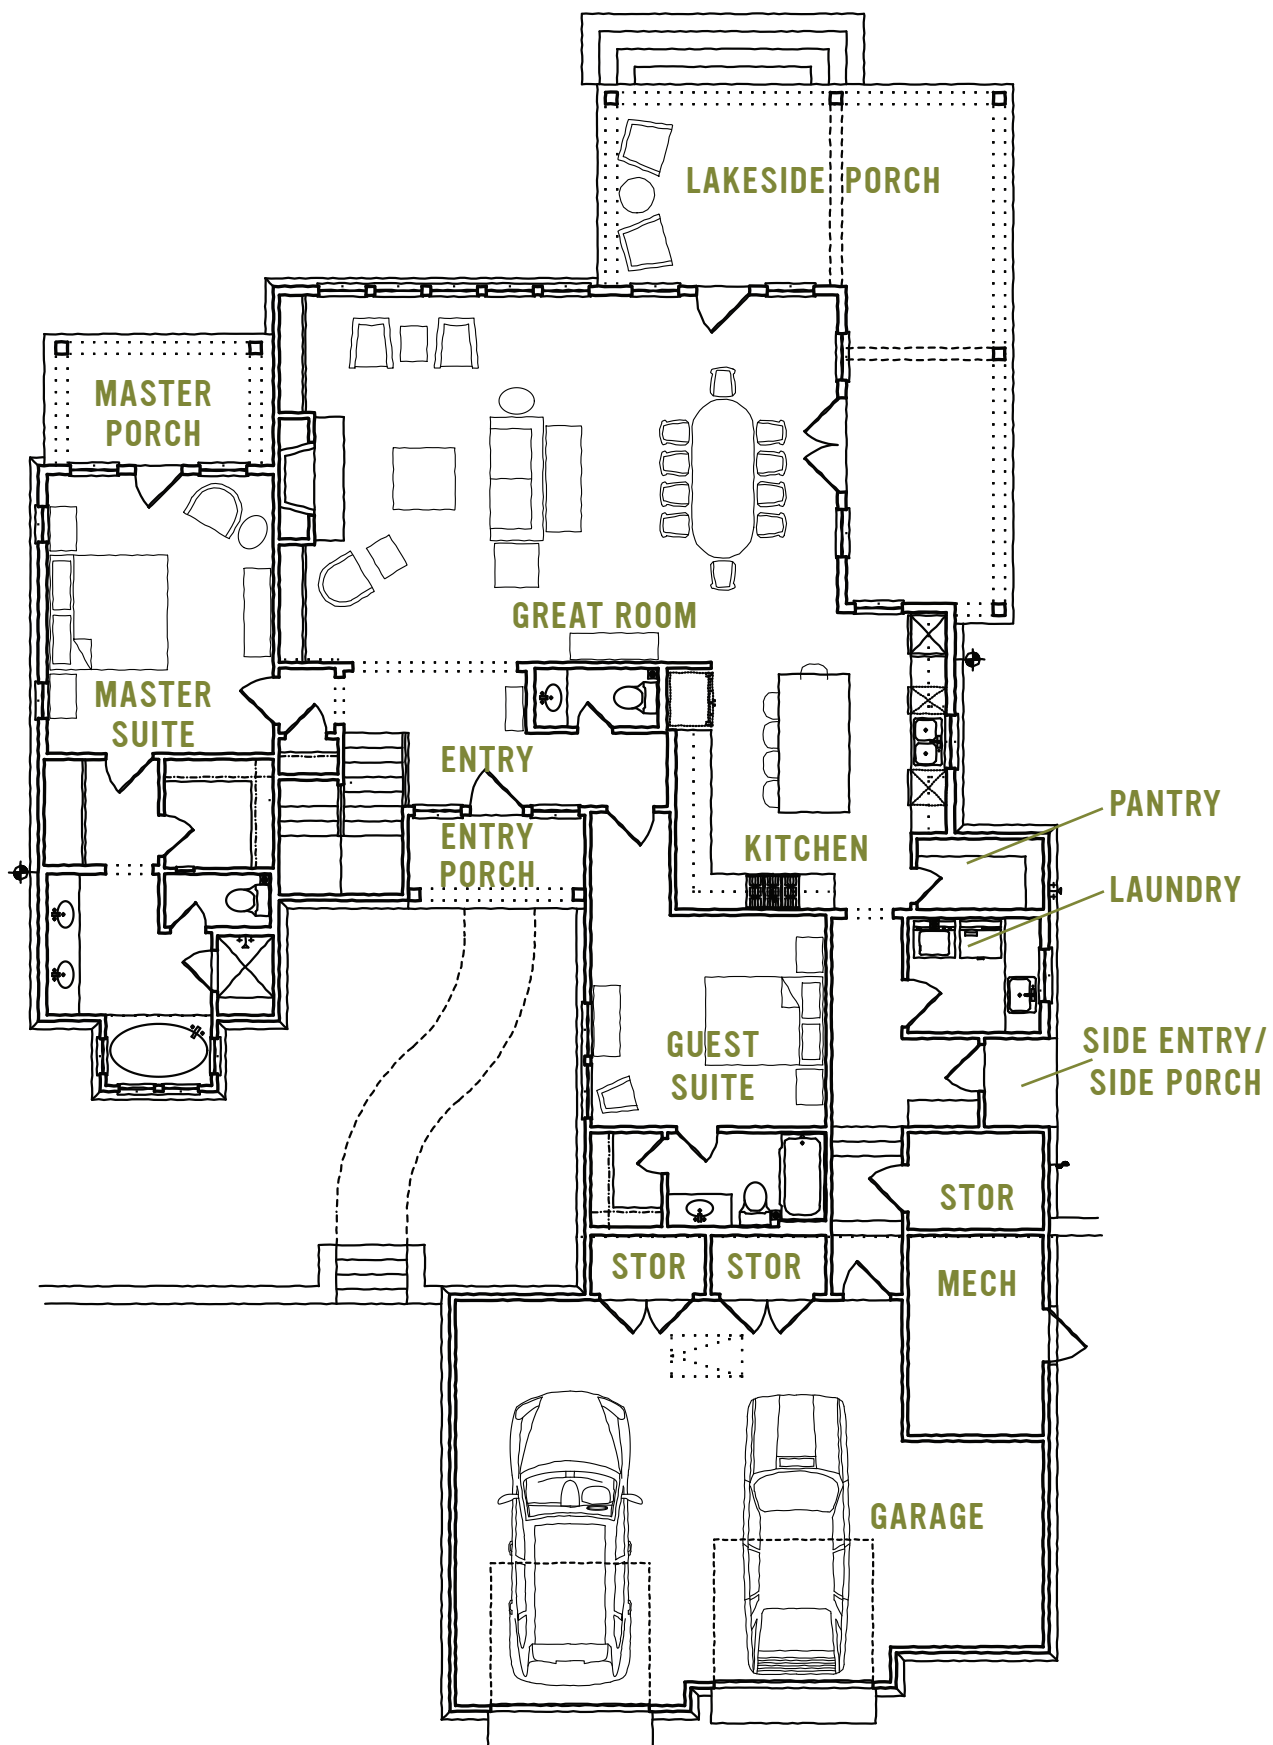 LAKESIDE PORCH
MASTER
PORCH
GREAT ROOM
MASTER
SUITE
ENTRY
ENTRY
PORCH
KITCHEN
PANTRY
LAUNDRY
GUEST
SUITE
SIDE ENTRY/
SIDE PORCH
STOR
STOR
STOR
MECH
GARAGE